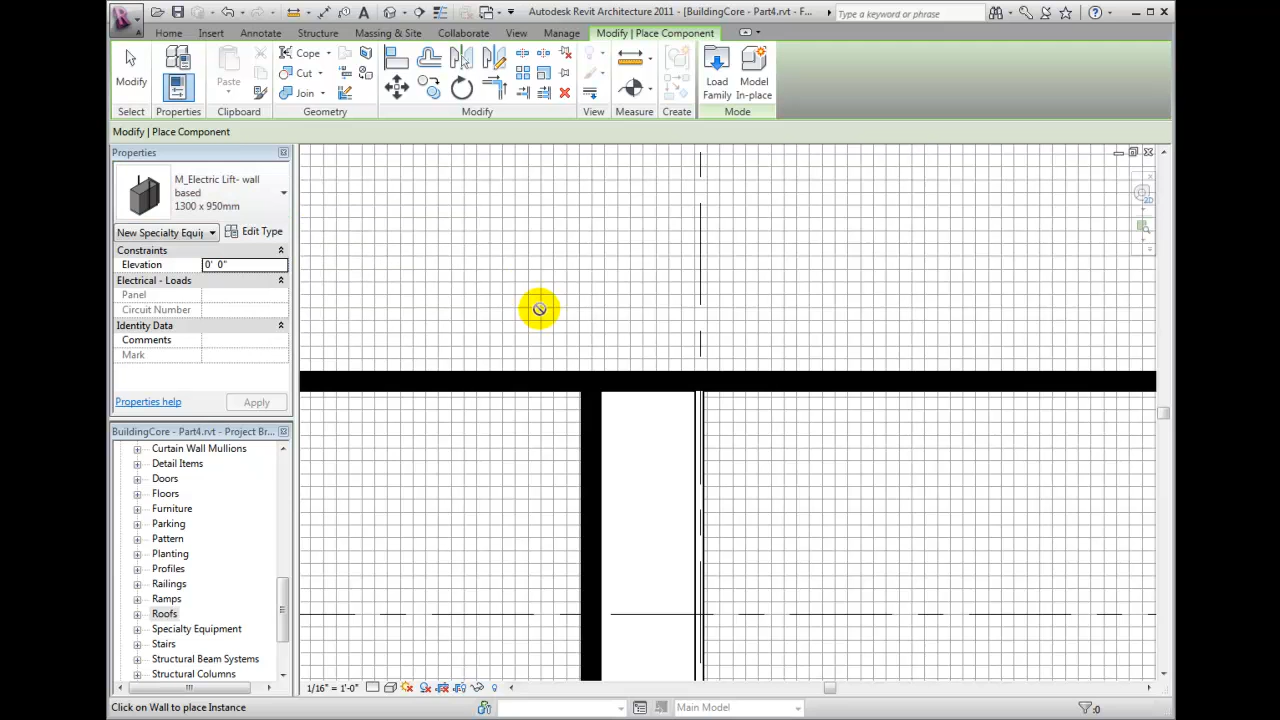 Autodesk Revit Architecture 2011 - [BuildingCore - Part4.rvt - F...
Type a keyword or phrase
Home Insert Annotate Structure Massing & Site Collaborate View Manage Modify | Place Component
Modify Paste Cope Cut Join Load Family Model In-place
Select Properties Clipboard Geometry Modify View Measure Create Mode
Modify | Place Component
Properties
M_Electric Lift- wall
based
1300 x 950mm
New Specialty Equip Edit Type
Constraints
Elevation 0' 0"
Electrical - Loads
Panel
Circuit Number
Identity Data
Comments
Mark
Properties help Apply
BuildingCore - Part4.rvt - Project Br...
Curtain Wall Mullions
Detail Items
Doors
Floors
Furniture
Parking
Pattern
Planting
Profiles
Railings
Ramps
Roofs
Specialty Equipment
Stairs
Structural Beam Systems
Structural Columns
2D
1/16" = 1'-0"
Click on Wall to place Instance
Main Model
:0